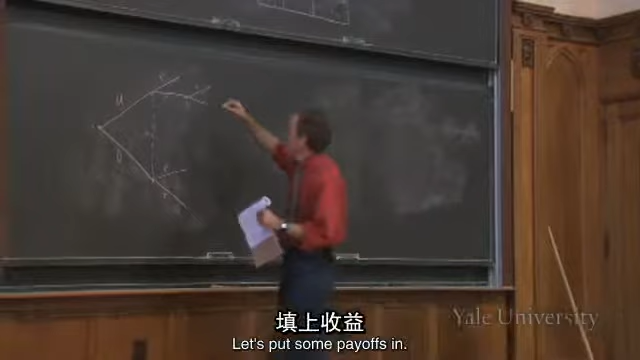 U
D
填上收益
Let's put some payoffs in.
Yale University